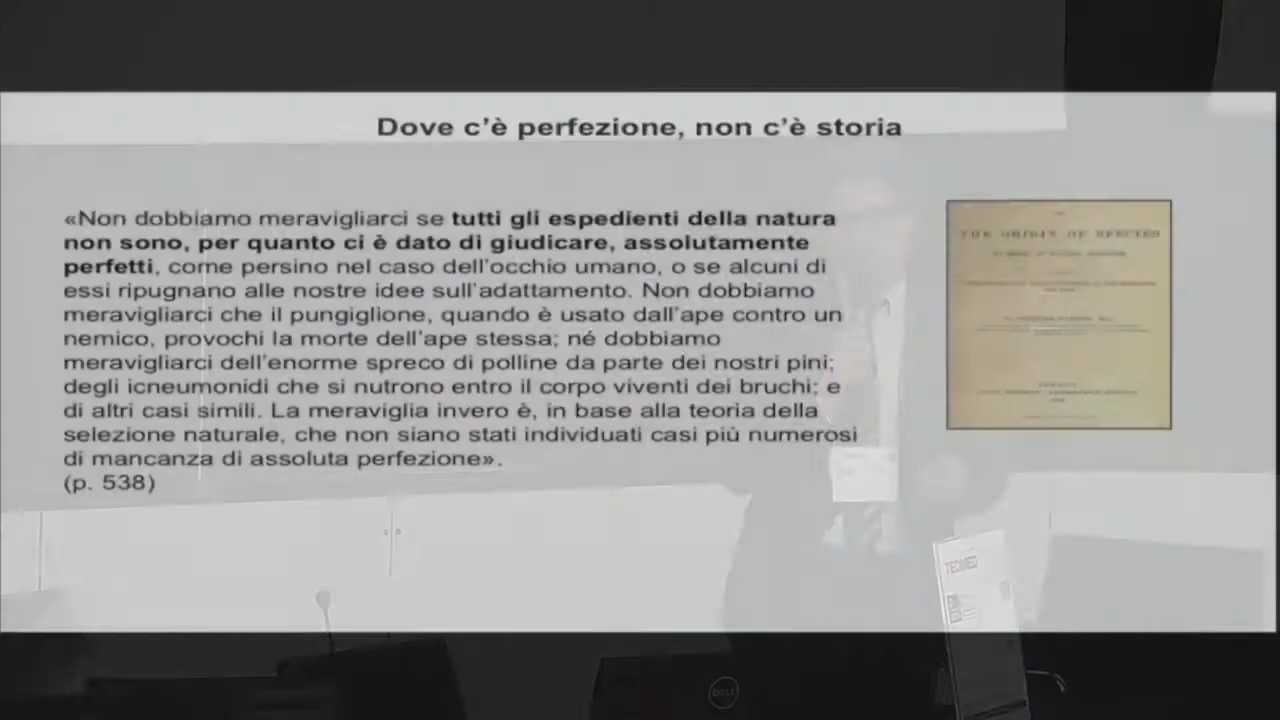 Dove c'è perfezione, non c'è storia
«Non dobbiamo meravigliarci se tutti gli espedienti della natura
non sono, per quanto ci è dato di giudicare, assolutamente
perfetti, come persino nel caso dell'occhio umano, o se alcuni di
essi ripugnano alle nostre idee sull'adattamento. Non dobbiamo
meravigliarci che il pungiglione, quando è usato dall'ape contro un
nemico, provochi la morte dell'ape stessa; né dobbiamo
meravigliarci dell'enorme spreco di polline da parte dei nostri pini;
degli icneumonidi che si nutrono entro il corpo viventi dei bruchi; e
di altri casi simili. La meraviglia invero è, in base alla teoria della
selezione naturale, che non siano stati individuati casi più numerosi
di mancanza di assoluta perfezione».
(p. 538)
THE ORIGIN OF SPECIES
DELL